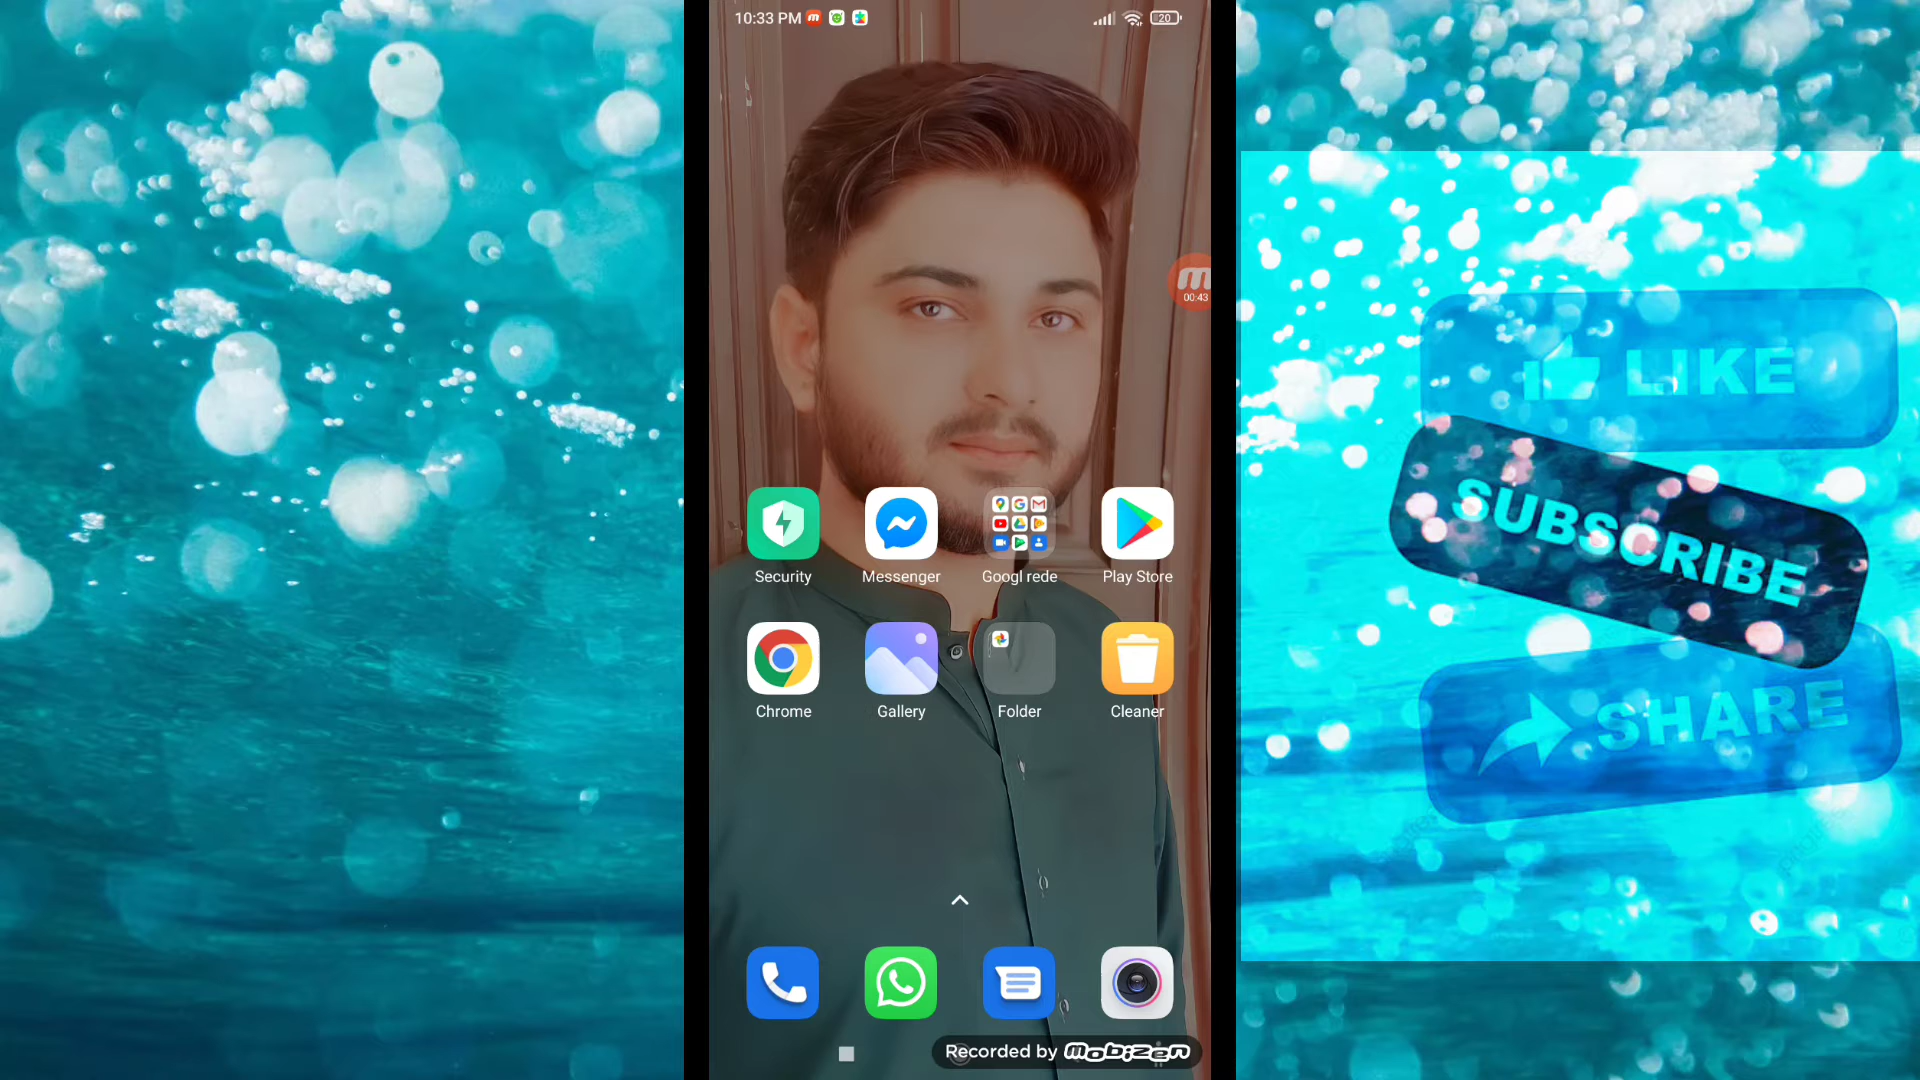 10:33 PM
20
00:43
LIKE
SUBSCRIBE
SHARE
Security
Messenger
Googl rede
Play Store
Chrome
Gallery
Folder
Cleaner
Recorded by mobizen